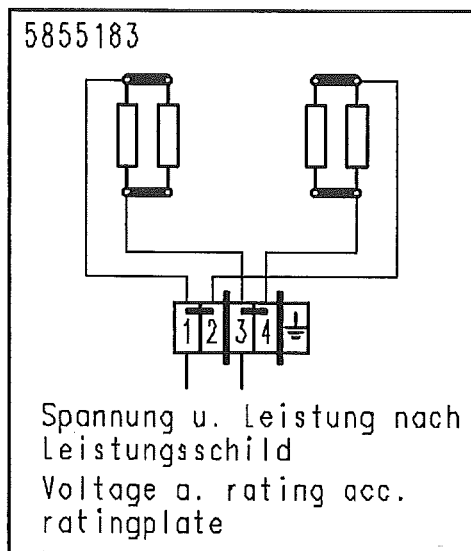 5855183
1 2 3 4
Spannung u. Leistung nach
Leistungsschild
Voltage a. rating acc.
ratingplate